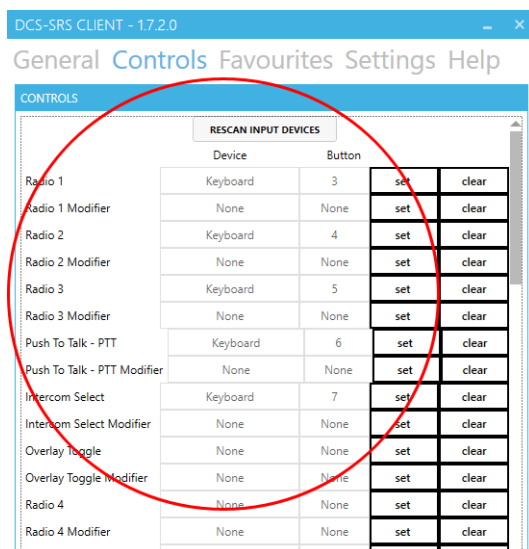 DCS-SRS CLIENT - 1.7.2.0
General Controls Favourites Settings Help
CONTROLS
RESCAN INPUT DEVICES
Device Button
Radio 1 Keyboard 3 set clear
Radio 1 Modifier None None set clear
Radio 2 Keyboard 4 set clear
Radio 2 Modifier None None set clear
Radio 3 Keyboard 5 set clear
Radio 3 Modifier None None set clear
Push To Talk - PTT Keyboard 6 set clear
Push To Talk - PTT Modifier None None set clear
Intercom Select Keyboard 7 set clear
Intercom Select Modifier None None set clear
Overlay Toggle None None set clear
Overlay Toggle Modifier None None set clear
Radio 4 None None set clear
Radio 4 Modifier None None set clear